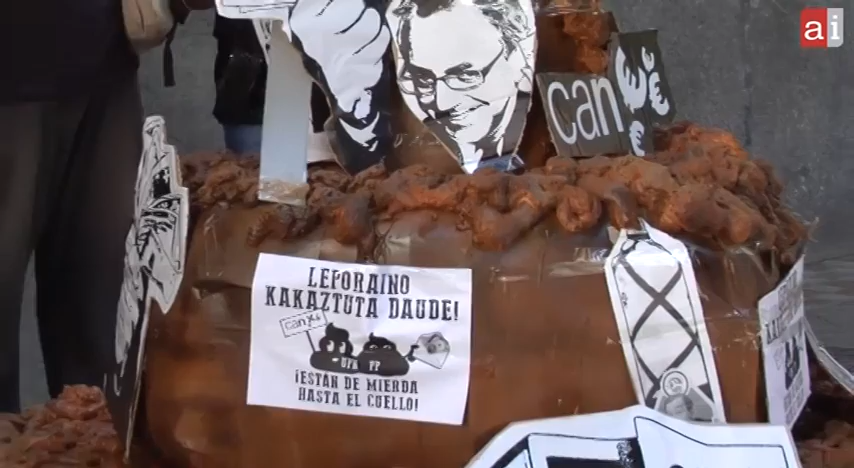 ai
can
€
€
€
LEPORAINO
KAKAZTUTA DAUDE!
can
UPN PP
¡ESTÁN DE MIERDA
HASTA EL CUELLO!